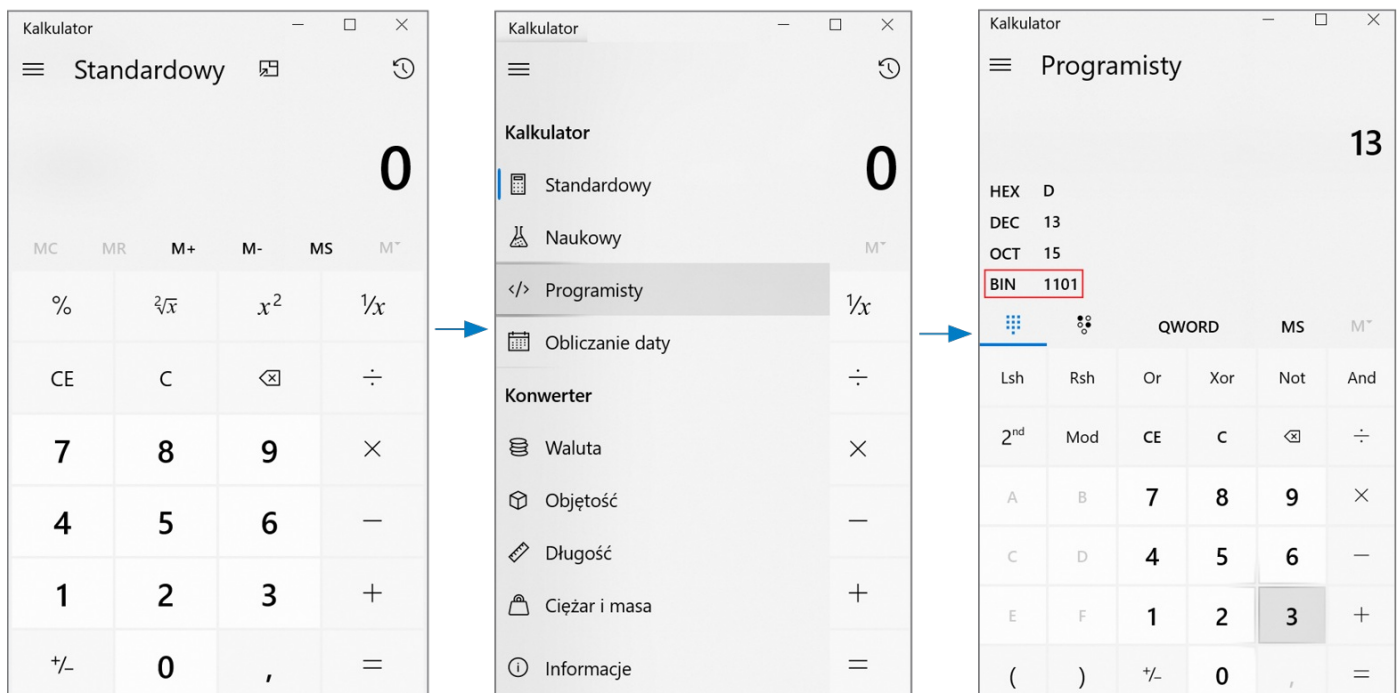 Kalkulator
Standardowy
0
MC MR M+ M- MS M
% ²√x x² ¹/x
CE C ÷
7 8 9 ×
4 5 6 −
1 2 3 +
+/− 0 , =
Kalkulator
0
Kalkulator
Standardowy
Naukowy
M
</> Programisty
¹/x
Obliczanie daty
÷
Konwerter
Waluta
×
Objętość
−
Długość
Ciężar i masa
+
Informacje
=
Kalkulator
Programisty
13
HEX D
DEC 13
OCT 15
BIN 1101
QWORD MS M
Lsh Rsh Or Xor Not And
2nd Mod CE C ÷
A B 7 8 9 ×
C D 4 5 6 −
E F 1 2 3 +
( ) +/− 0 , =